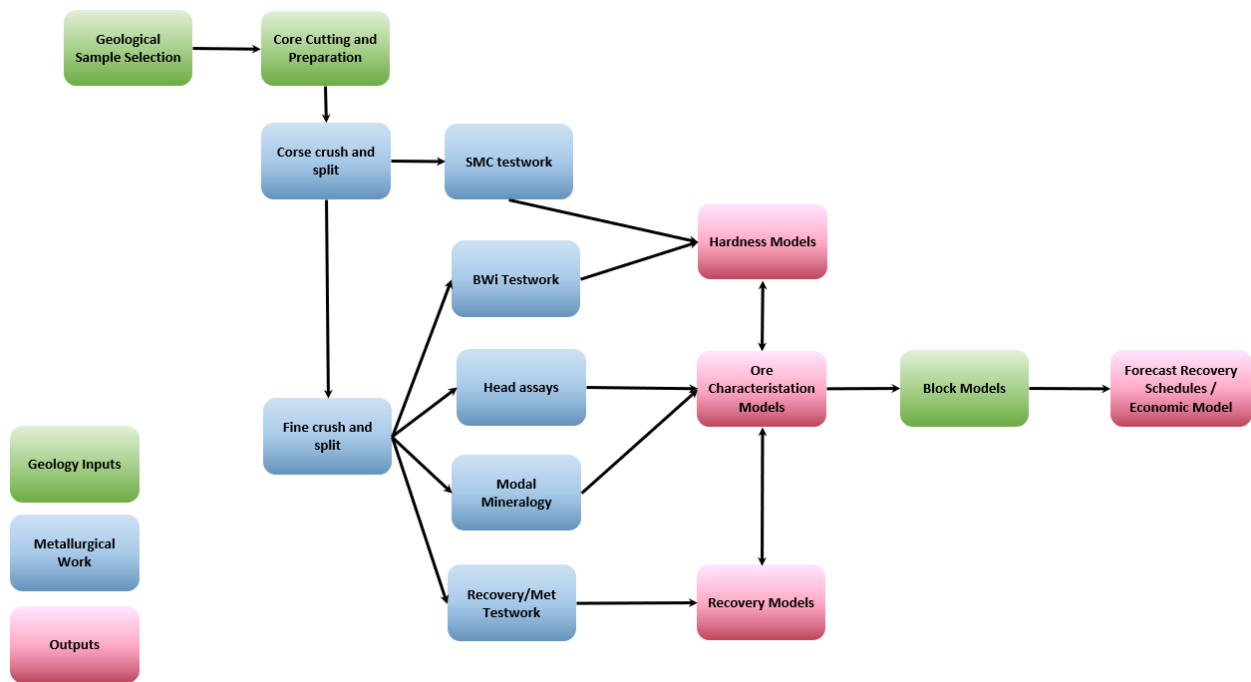 Geological
Sample Selection
Core Cutting and
Preparation
Corse crush and
split
SMC testwork
Hardness Models
BWi Testwork
Head assays
Ore
Characteristation
Models
Block Models
Forecast Recovery
Schedules /
Economic Model
Fine crush and
split
Modal
Mineralogy
Recovery/Met
Testwork
Recovery Models
Geology Inputs
Metallurgical
Work
Outputs